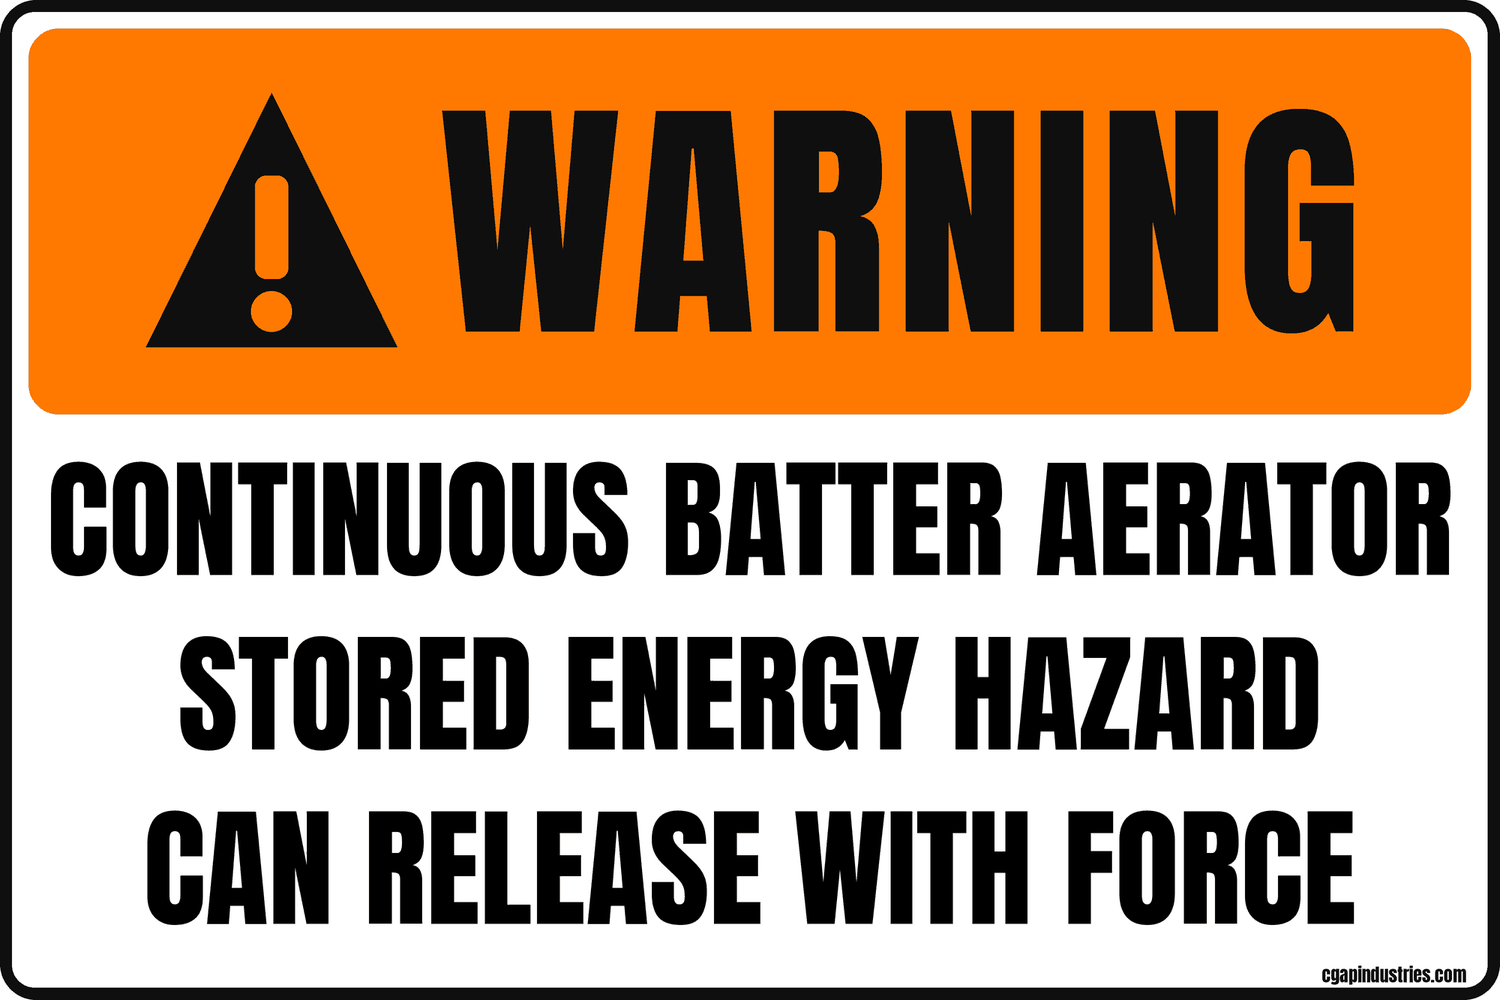 WARNING
CONTINUOUS BATTER AERATOR
STORED ENERGY HAZARD
CAN RELEASE WITH FORCE
cgapindustries.com